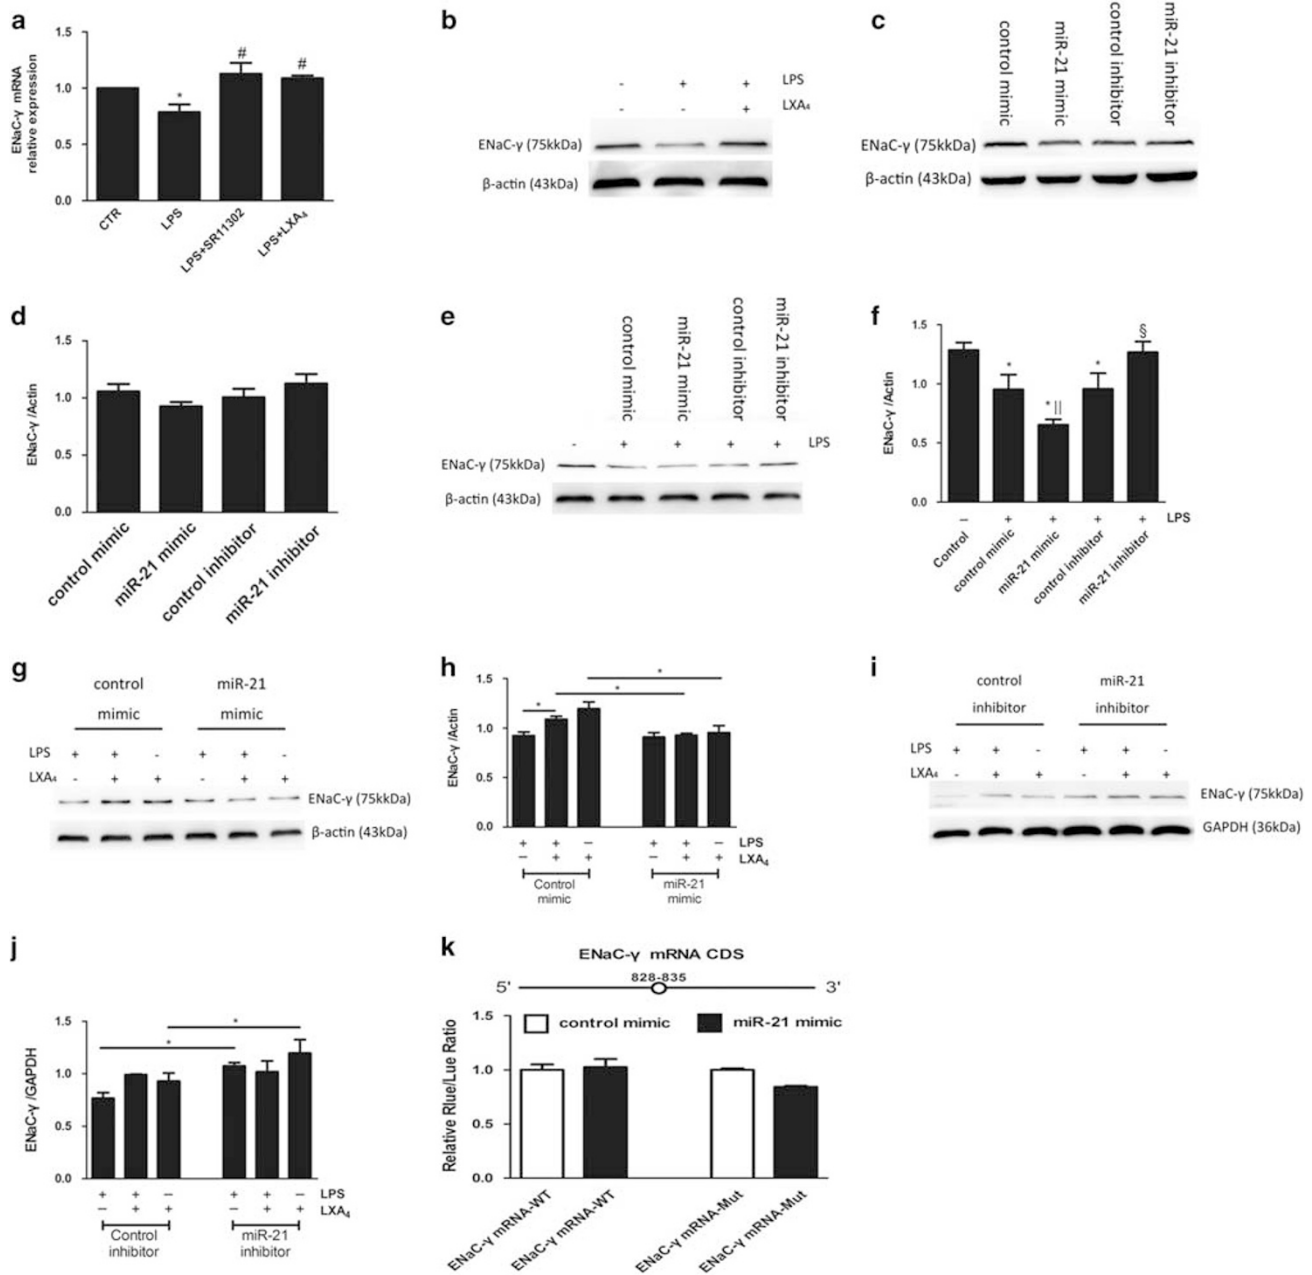 a
ENaC-γ mRNA
relative expression
1.5
1.0
0.5
0.0
*
#
#
CTR
LPS
LPS+SR11302
LPS+LXA4
b
- + + LPS
- - + LXA4
ENaC-γ (75kkDa)
β-actin (43kDa)
c
control mimic
miR-21 mimic
control inhibitor
miR-21 inhibitor
ENaC-γ (75kkDa)
β-actin (43kDa)
d
ENaC-γ /Actin
1.5
1.0
0.5
0.0
control mimic
miR-21 mimic
control inhibitor
miR-21 inhibitor
e
control mimic
miR-21 mimic
control inhibitor
miR-21 inhibitor
- + + + + LPS
ENaC-γ (75kkDa)
β-actin (43kDa)
f
ENaC-γ /Actin
1.5
1.0
0.5
0.0
*
* ||
*
§
– + + + + LPS
Control
control mimic
miR-21 mimic
control inhibitor
miR-21 inhibitor
g
control
mimic
miR-21
mimic
LPS + + - + + -
LXA4 - + + - + +
ENaC-γ (75kkDa)
β-actin (43kDa)
h
ENaC-γ /Actin
1.5
1.0
0.5
0.0
*
*
*
+ + – + + – LPS
– + + – + + LXA4
Control
mimic
miR-21
mimic
i
control
inhibitor
miR-21
inhibitor
LPS + + - + + -
LXA4 - + + - + +
ENaC-γ (75kkDa)
GAPDH (36kDa)
j
ENaC-γ /GAPDH
1.5
1.0
0.5
0.0
*
*
+ + – + + – LPS
– + + – + + LXA4
Control
inhibitor
miR-21
inhibitor
k
ENaC-γ mRNA CDS
828-835
5' 3'
Relative Rlue/Lue Ratio
1.5
1.0
0.5
0.0
control mimic
miR-21 mimic
ENaC-γ mRNA-WT
ENaC-γ mRNA-WT
ENaC-γ mRNA-Mut
ENaC-γ mRNA-Mut